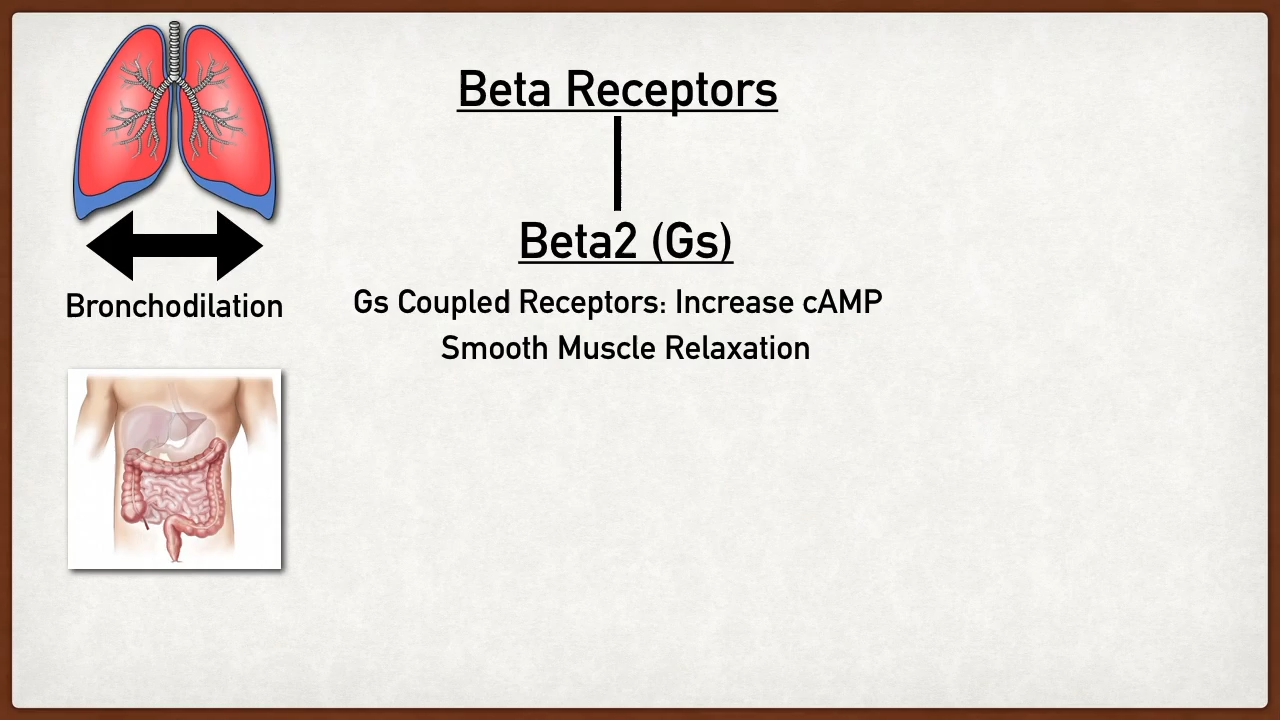 Beta Receptors
Beta2 (Gs)
Gs Coupled Receptors: Increase cAMP
Smooth Muscle Relaxation
Bronchodilation